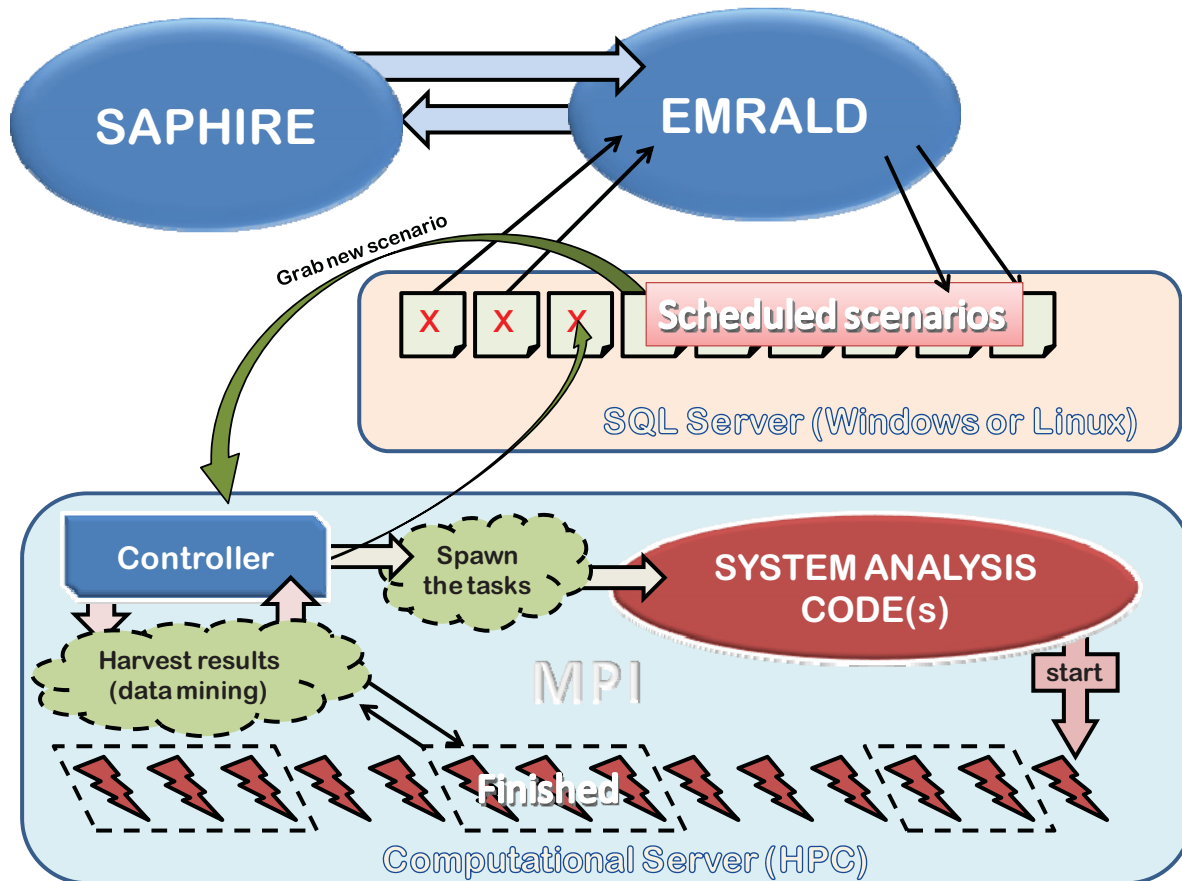 SAPHIRE
EMRALD
Grab new scenario
X X X
Scheduled scenarios
SQL Server (Windows or Linux)
Controller
Spawn
the tasks
SYSTEM ANALYSIS
CODE(s)
Harvest results
(data mining)
MPI
start
Finished
Computational Server (HPC)